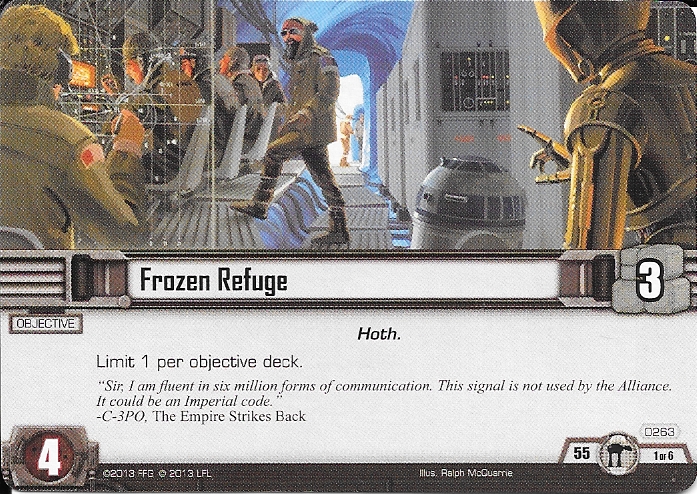 Frozen Refuge
3
OBJECTIVE
Hoth.
Limit 1 per objective deck.
“Sir, I am fluent in six million forms of communication. This signal is not used by the Alliance.
It could be an Imperial code.”
-C-3PO, The Empire Strikes Back
4
0263
55
1 of 6
©2013 FFG © 2013 LFL
Illus. Ralph McQuarrie